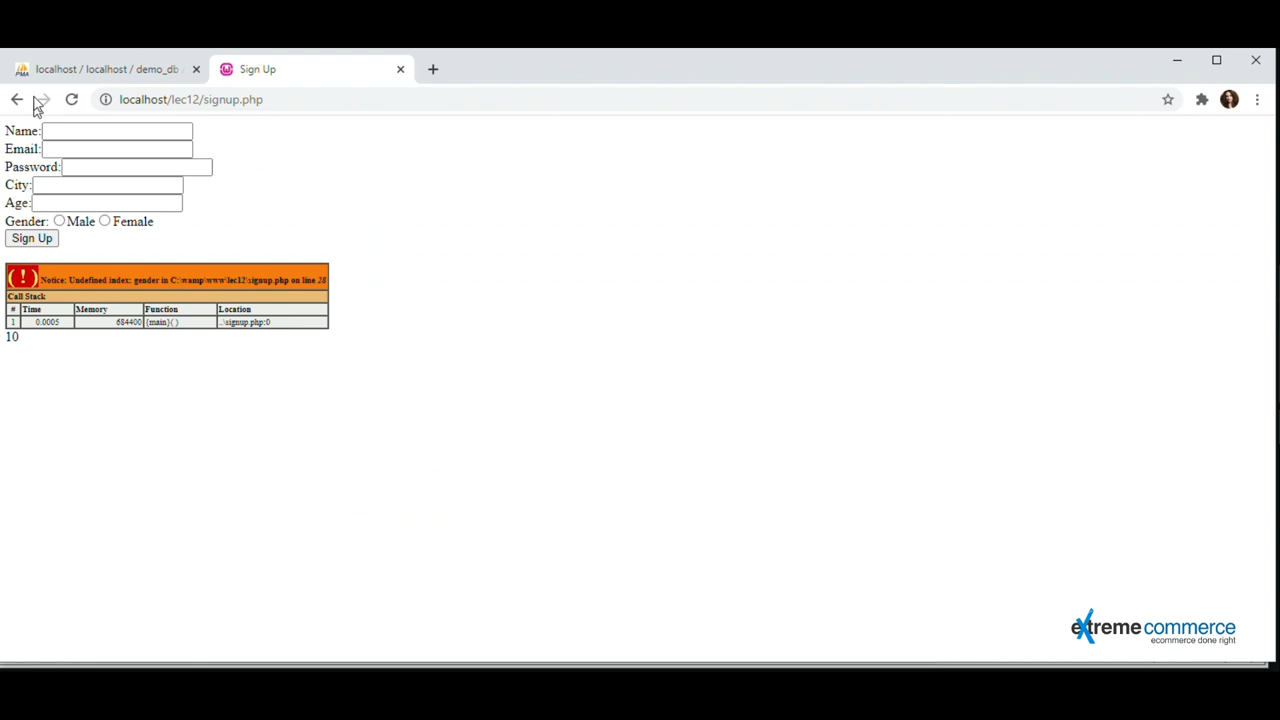 localhost / localhost / demo_db
Sign Up
localhost/lec12/signup.php
Name:
Email:
Password:
City:
Age:
Gender: Male Female
Sign Up
( ! ) Notice: Undefined index: gender in C:\wamp\www\lec12\signup.php on line 28
Call Stack
# Time Memory Function Location
1 0.0005 684400 {main}( ) ...\signup.php:0
10
extreme commerce
ecommerce done right